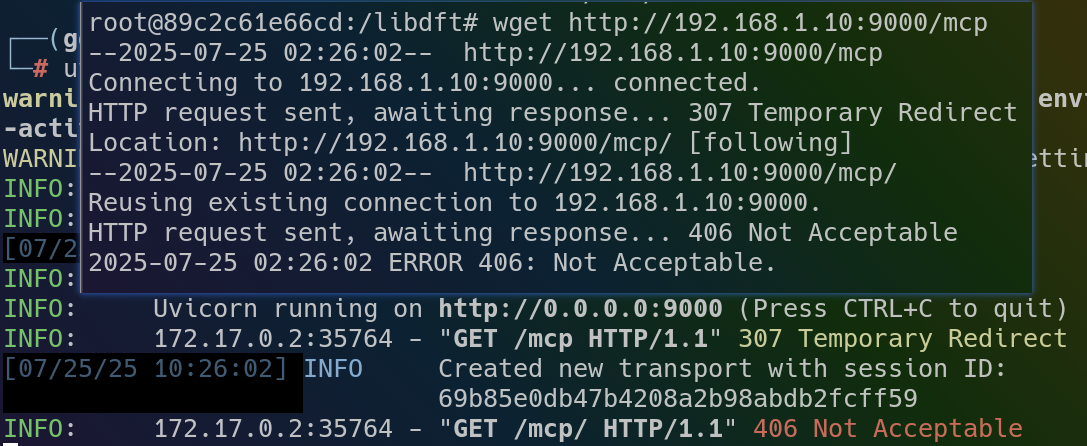 root@89c2c61e66cd:/libdft# wget http://192.168.1.10:9000/mcp
--2025-07-25 02:26:02--  http://192.168.1.10:9000/mcp
Connecting to 192.168.1.10:9000... connected.
HTTP request sent, awaiting response... 307 Temporary Redirect
Location: http://192.168.1.10:9000/mcp/ [following]
--2025-07-25 02:26:02--  http://192.168.1.10:9000/mcp/
Reusing existing connection to 192.168.1.10:9000.
HTTP request sent, awaiting response... 406 Not Acceptable
2025-07-25 02:26:02 ERROR 406: Not Acceptable.
(g
# u
warni env
-acti
WARNI ettin
INFO:
INFO:
[07/2
INFO:
INFO:     Uvicorn running on http://0.0.0.0:9000 (Press CTRL+C to quit)
INFO:     172.17.0.2:35764 - "GET /mcp HTTP/1.1" 307 Temporary Redirect
[07/25/25 10:26:02] INFO     Created new transport with session ID:
69b85e0db47b4208a2b98abdb2fcff59
INFO:     172.17.0.2:35764 - "GET /mcp/ HTTP/1.1" 406 Not Acceptable